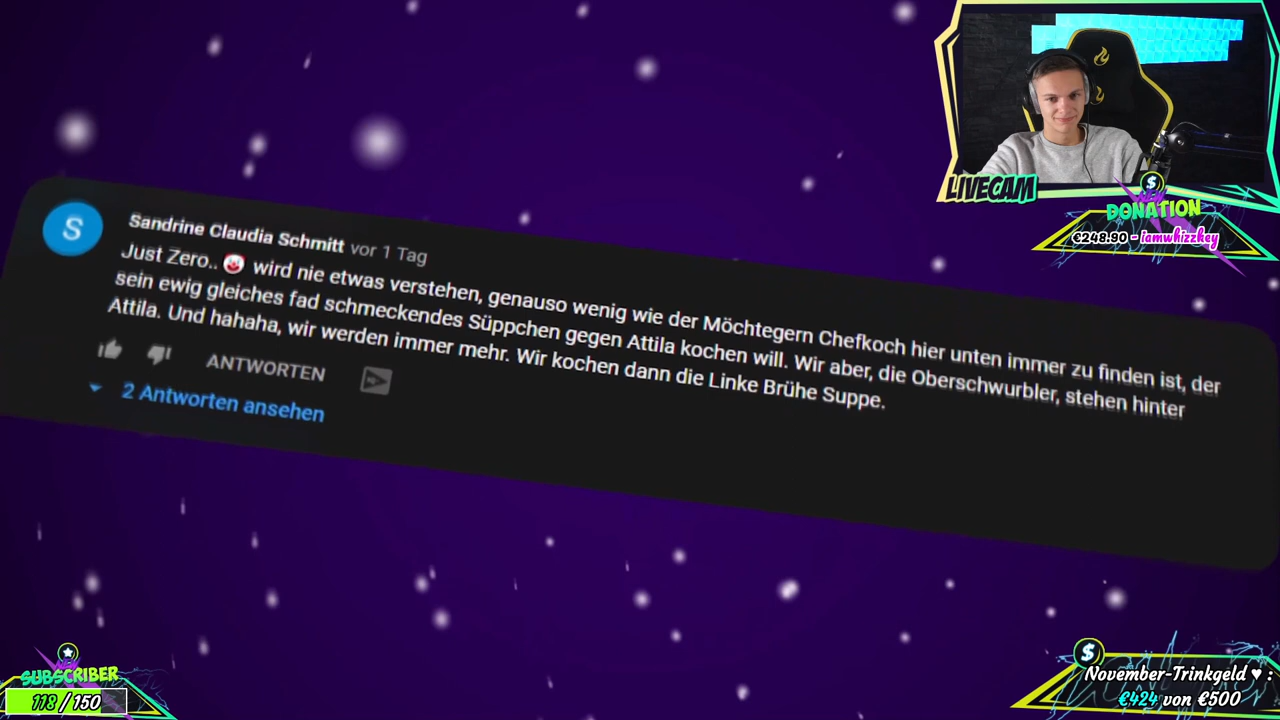 LIVECAM
NEW
DONATION
€248.90 - iamwhizzkey
S
Sandrine Claudia Schmitt vor 1 Tag
Just Zero.. 🤡 wird nie etwas verstehen, genauso wenig wie der Möchtegern Chefkoch hier unten immer zu finden ist, der
sein ewig gleiches fad schmeckendes Süppchen gegen Attila kochen will. Wir aber, die Oberschwurbler, stehen hinter
Attila. Und hahaha, wir werden immer mehr. Wir kochen dann die Linke Brühe Suppe.
ANTWORTEN
2 Antworten ansehen
NEW
SUBSCRIBER
118 / 150
November-Trinkgeld ♥ :
€424 von €500